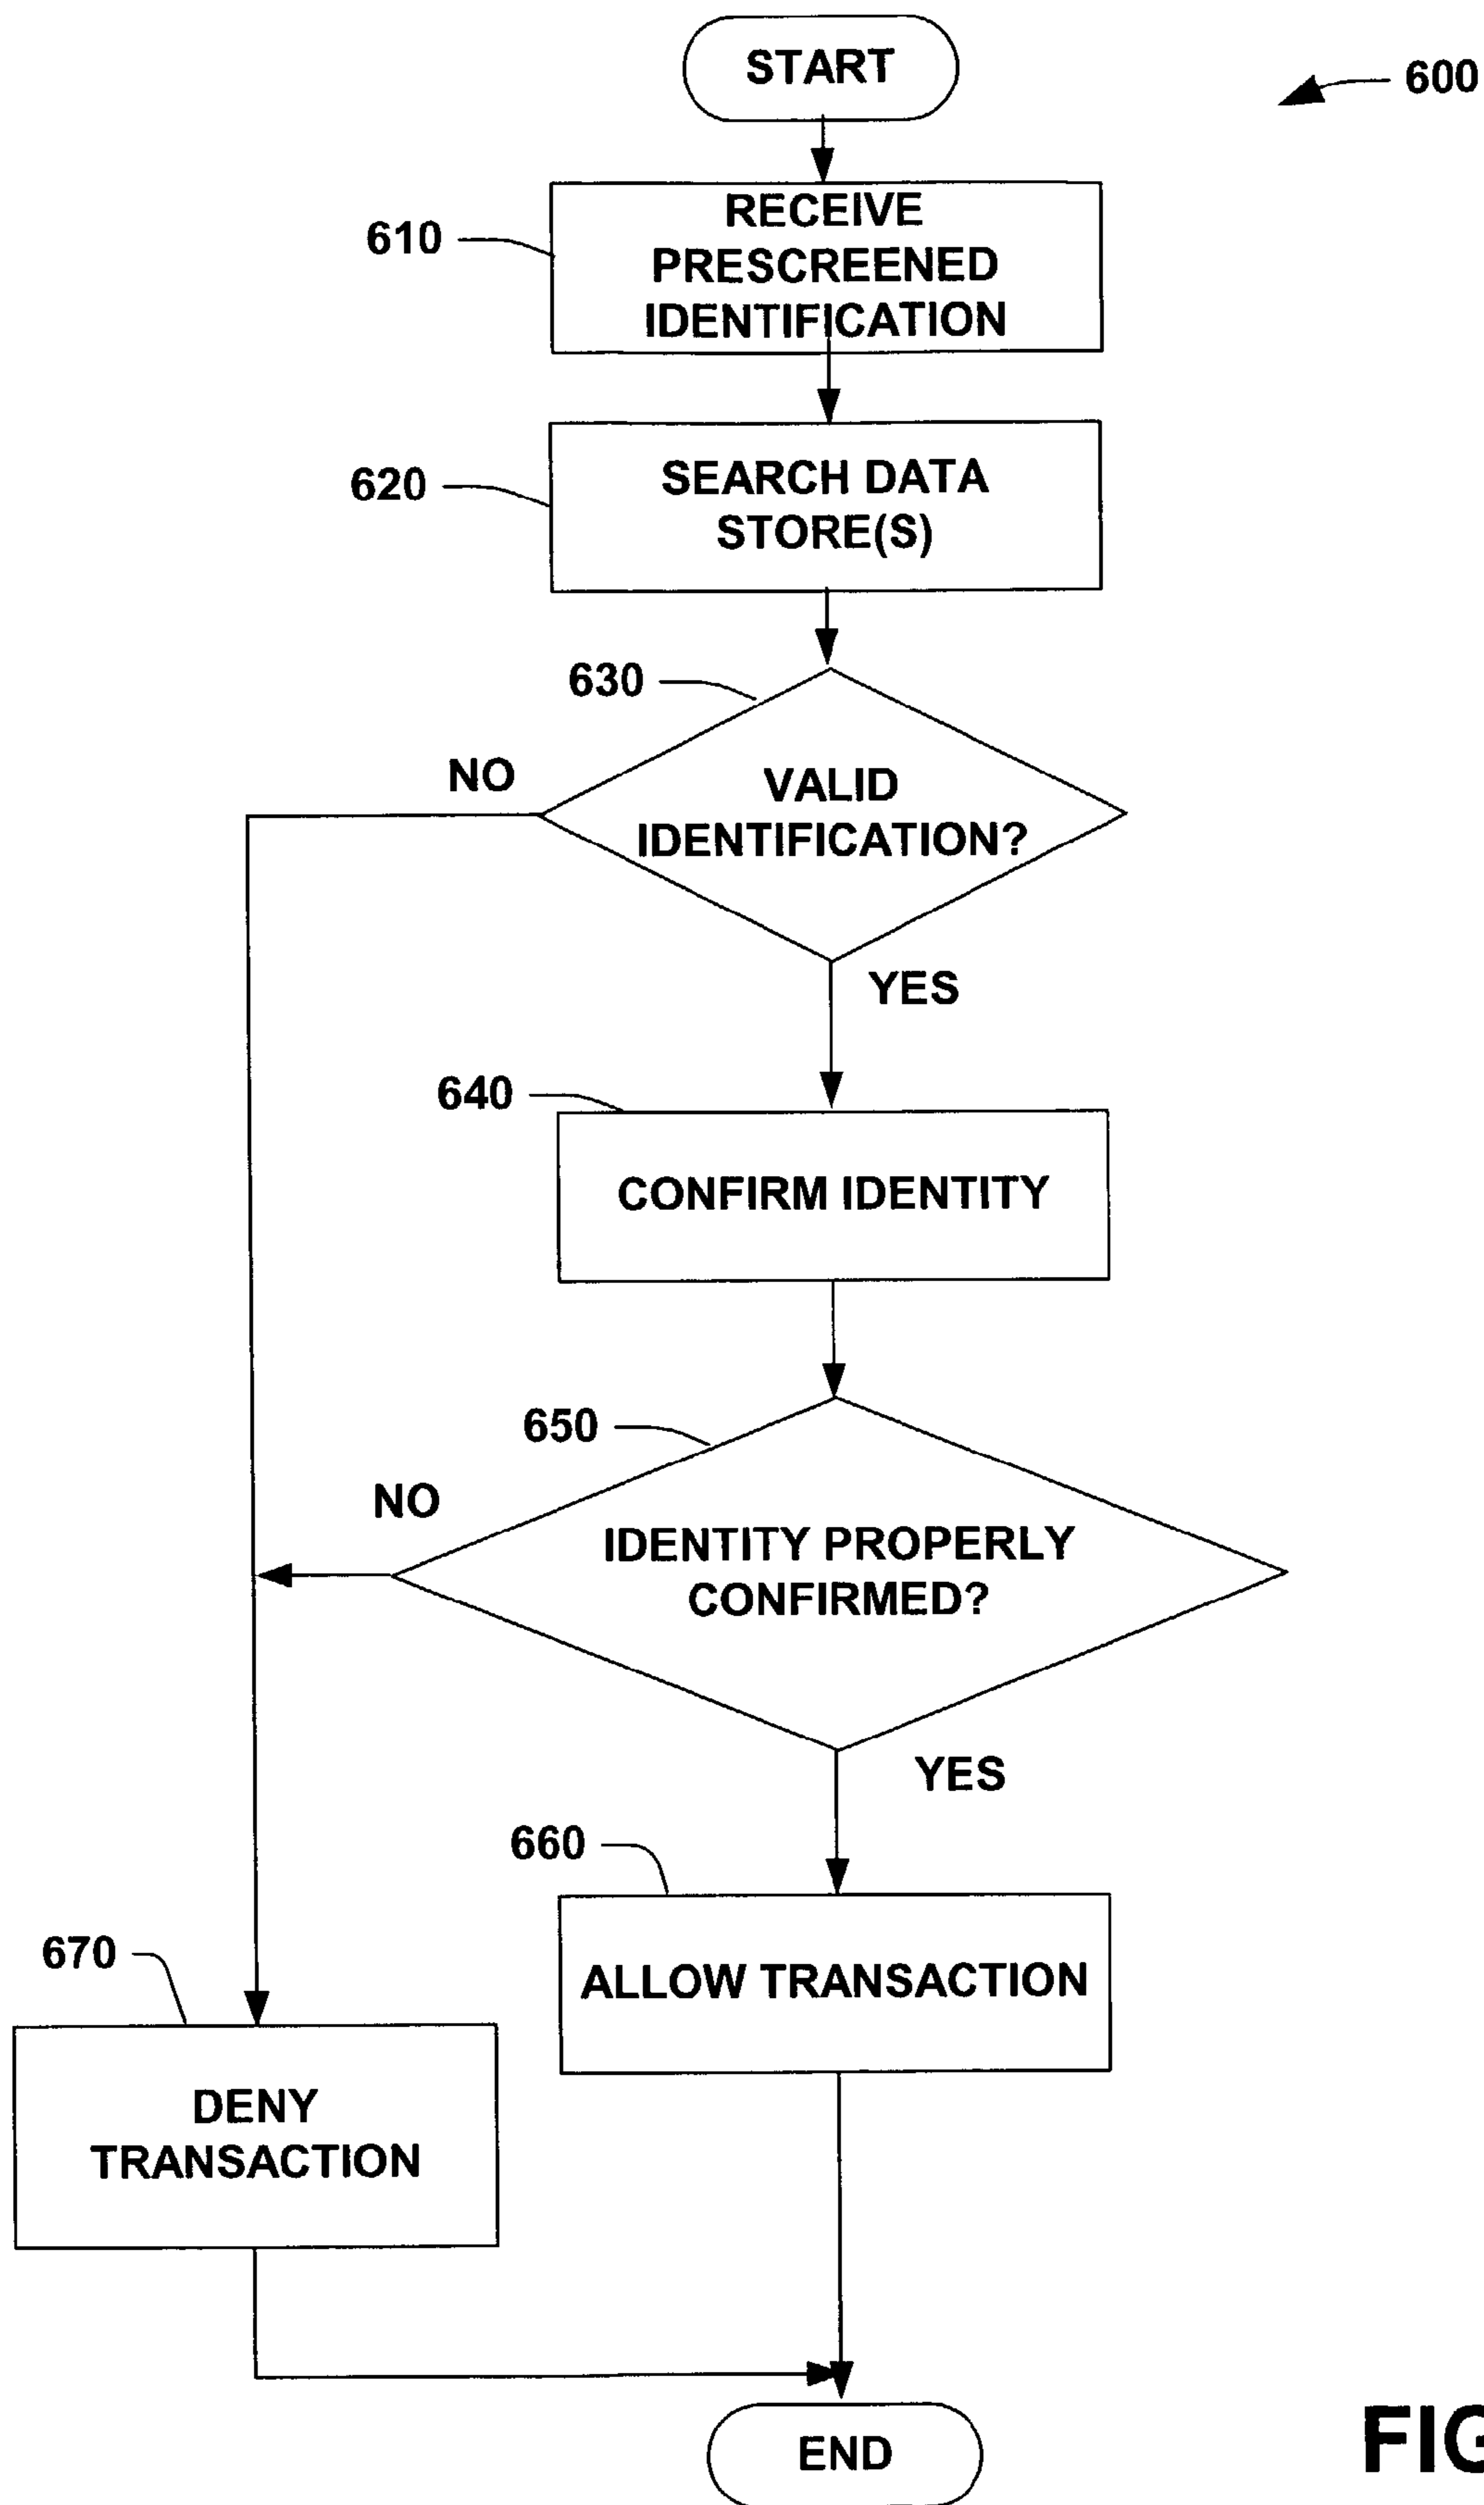 START
600
610
RECEIVE
PRESCREENED
IDENTIFICATION
620
SEARCH DATA
STORE(S)
630
NO
VALID
IDENTIFICATION?
YES
640
CONFIRM IDENTITY
650
NO
IDENTITY PROPERLY
CONFIRMED?
YES
660
ALLOW TRANSACTION
670
DENY
TRANSACTION
END